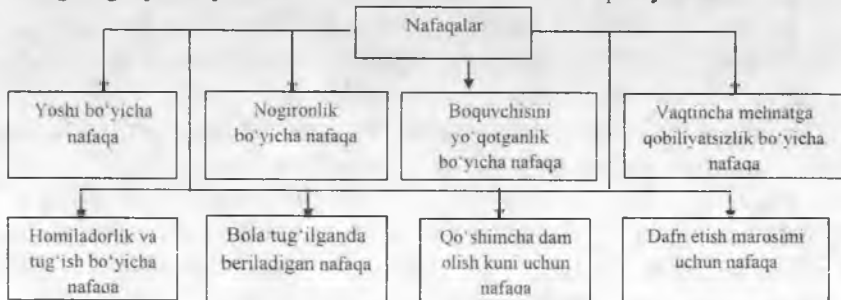 Nafaqalar
Yoshi bo‘yicha
nafaqa
Nogironlik
bo‘yicha nafaqa
Boquvchisini
yo‘qotganlik
bo‘yicha nafaqa
Vaqtincha mehnatga
qobiliyatsizlik bo‘yicha
nafaqa
Homiladorlik va
tug‘ish bo‘yicha
nafaqa
Bola tug‘ilganda
beriladigan nafaqa
Qo‘shimcha dam
olish kuni uchun
nafaqa
Dafn etish marosimi
uchun nafaqa